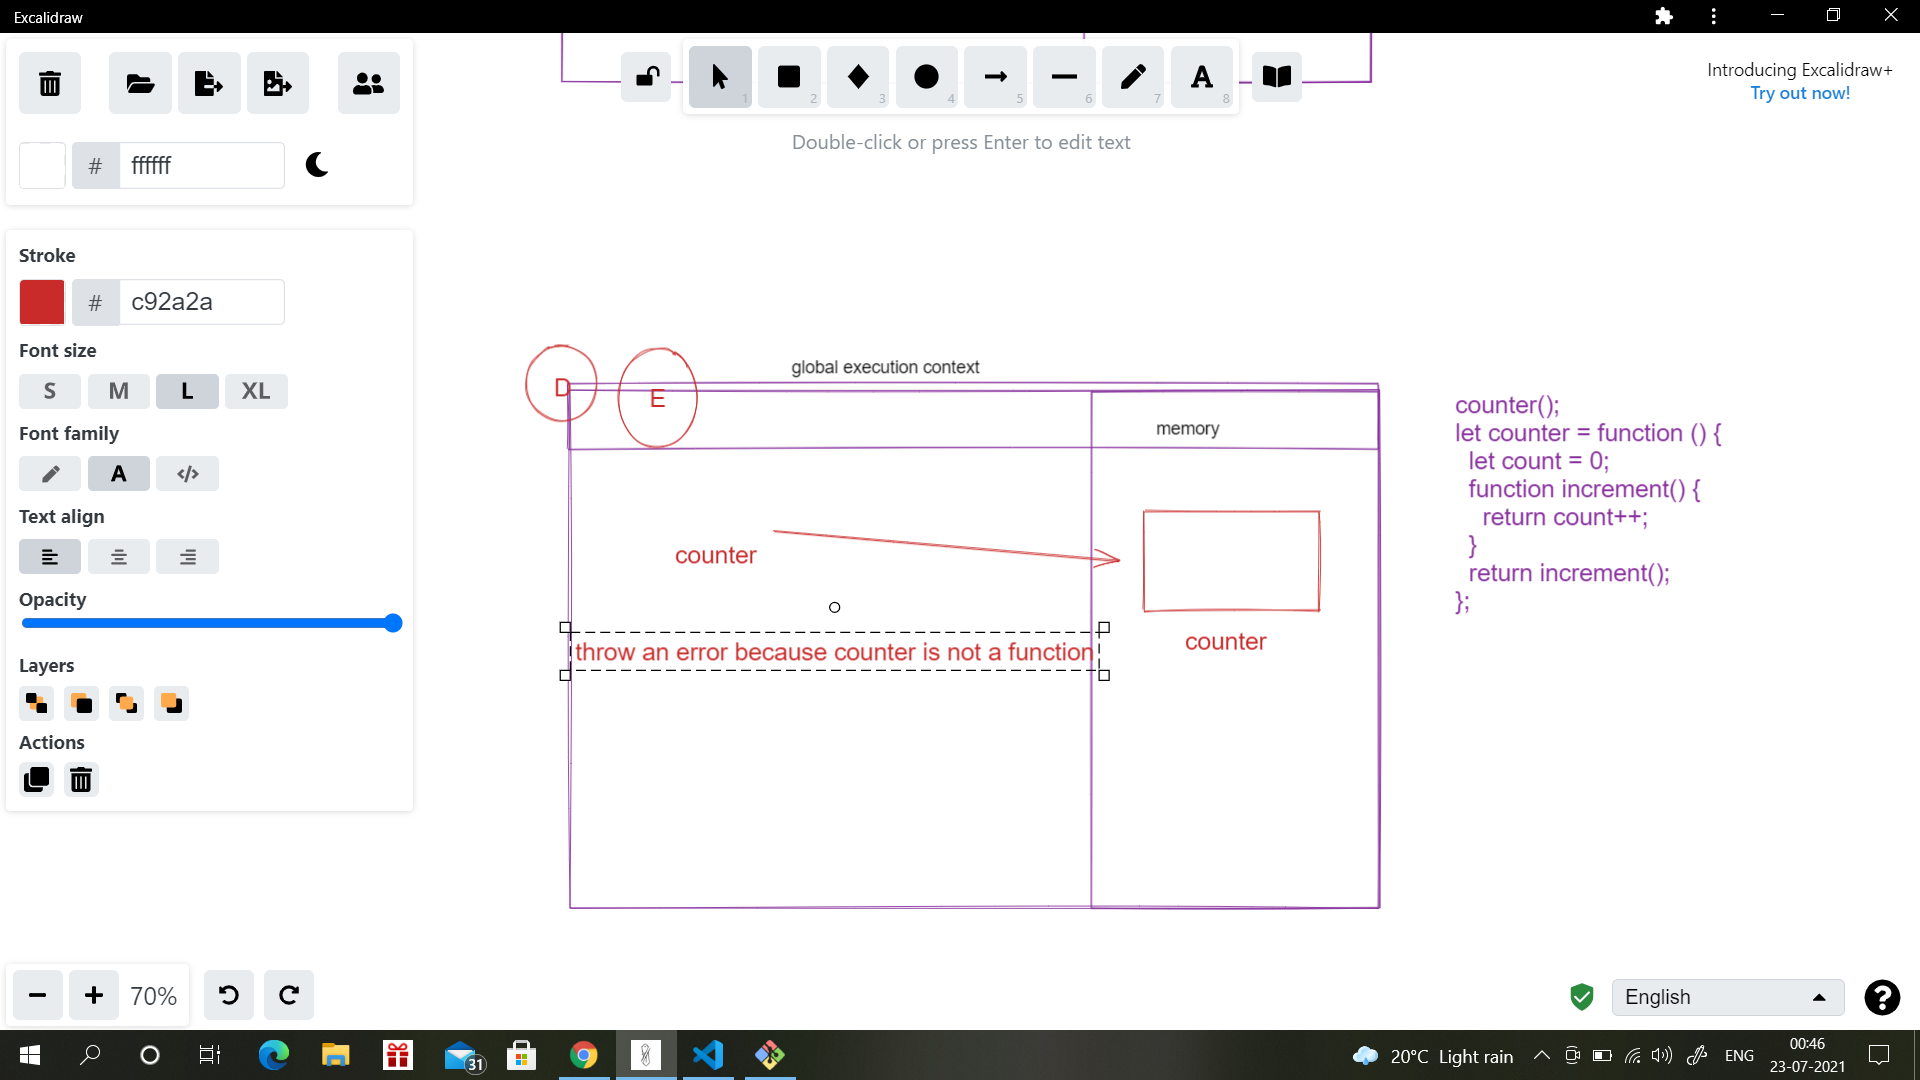 Excalidraw
1
2
3
4
5
6
7
A
8
Introducing Excalidraw+
Try out now!
Double-click or press Enter to edit text
# ffffff
Stroke
# c92a2a
Font size
S M L XL
Font family
A </>
Text align
Opacity
Layers
Actions
D
E
global execution context
memory
counter
throw an error because counter is not a function
counter
counter();
let counter = function () {
let count = 0;
function increment() {
return count++;
}
return increment();
};
70%
English
?
31
20°C Light rain
ENG
00:46
23-07-2021